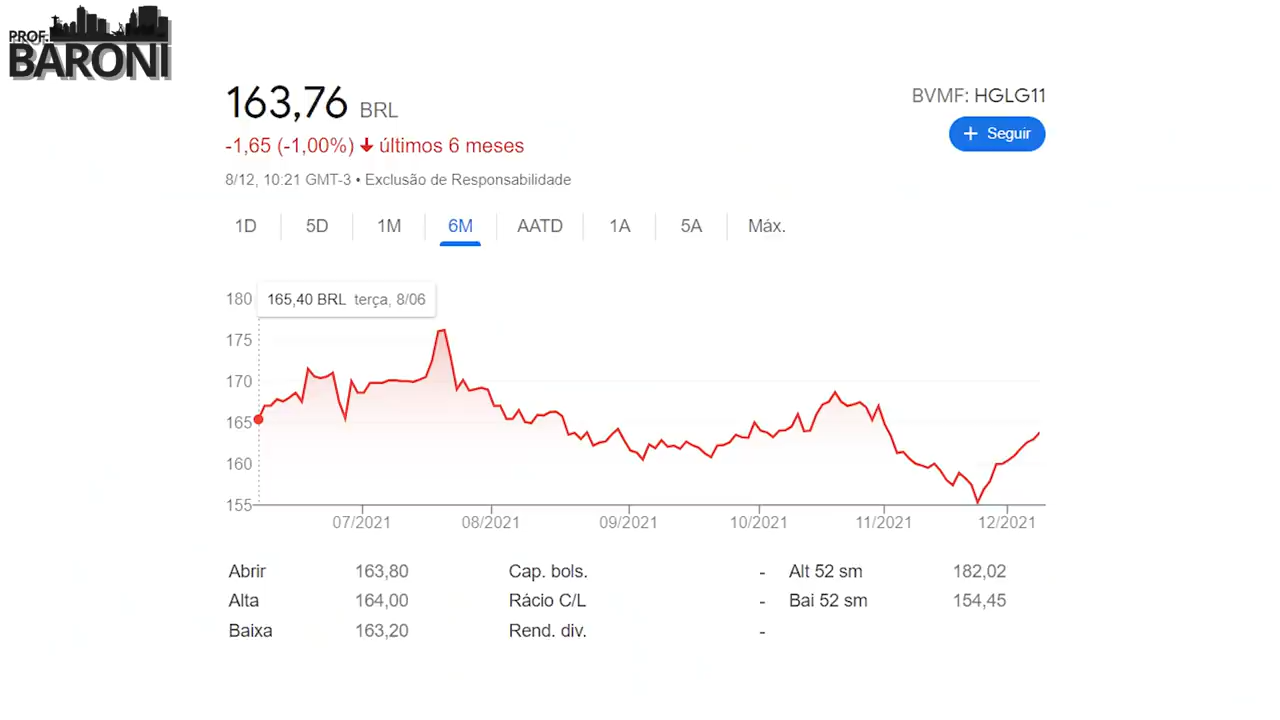 PROF.
BARONI
163,76 BRL
BVMF: HGLG11
-1,65 (-1,00%) últimos 6 meses
+ Seguir
8/12, 10:21 GMT-3 • Exclusão de Responsabilidade
1D 5D 1M 6M AATD 1A 5A Máx.
180
165,40 BRL terça, 8/06
175
170
165
160
155
07/2021 08/2021 09/2021 10/2021 11/2021 12/2021
Abrir 163,80 Cap. bols. - Alt 52 sm 182,02
Alta 164,00 Rácio C/L - Bai 52 sm 154,45
Baixa 163,20 Rend. div. -